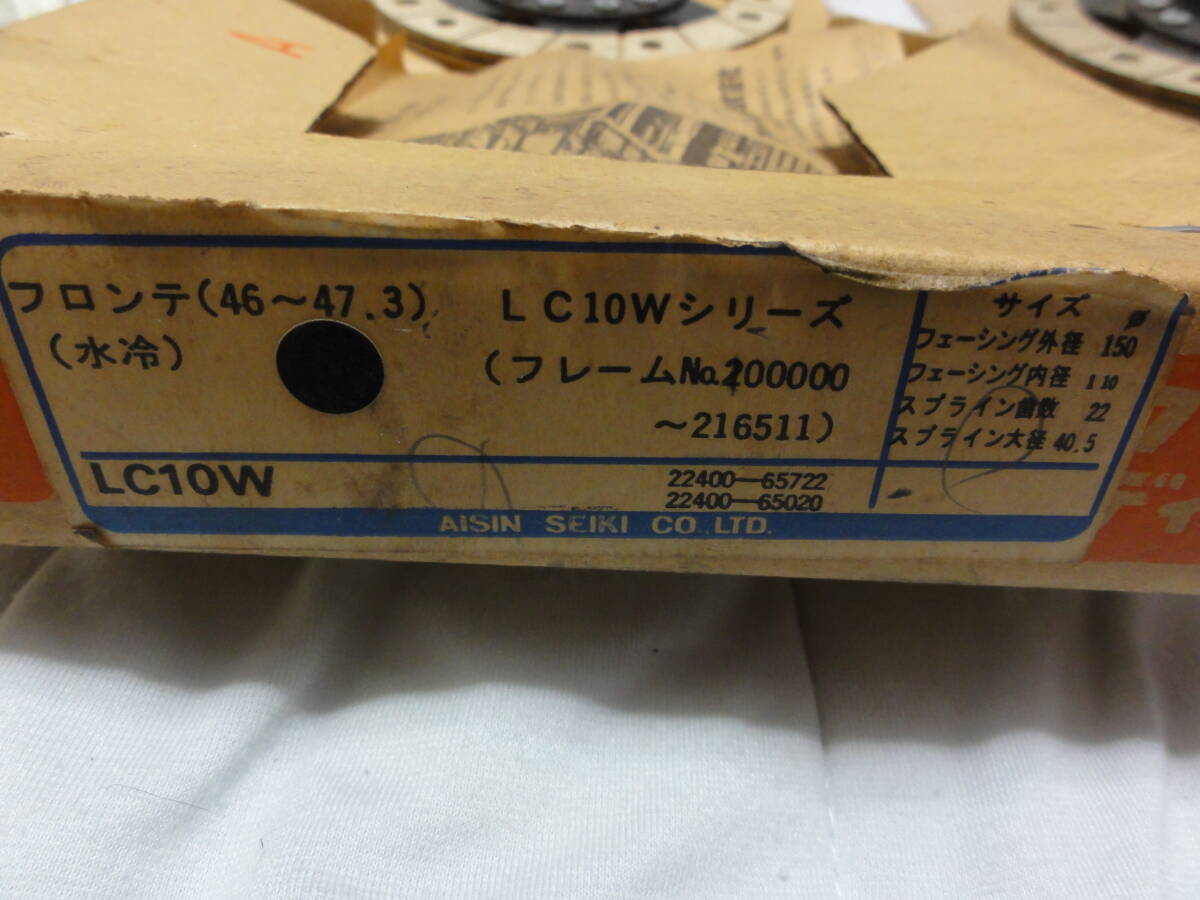 フロンテ(46～47.3)
(水冷)
LC10Wシリーズ
(フレームNo.200000
～216511)
サイズ ø
フェーシング外径 150
フェーシング内径 110
スプライン歯数 22
スプライン大径 40.5
LC10W
22400-65722
22400-65020
AISIN SEIKI CO.,LTD.